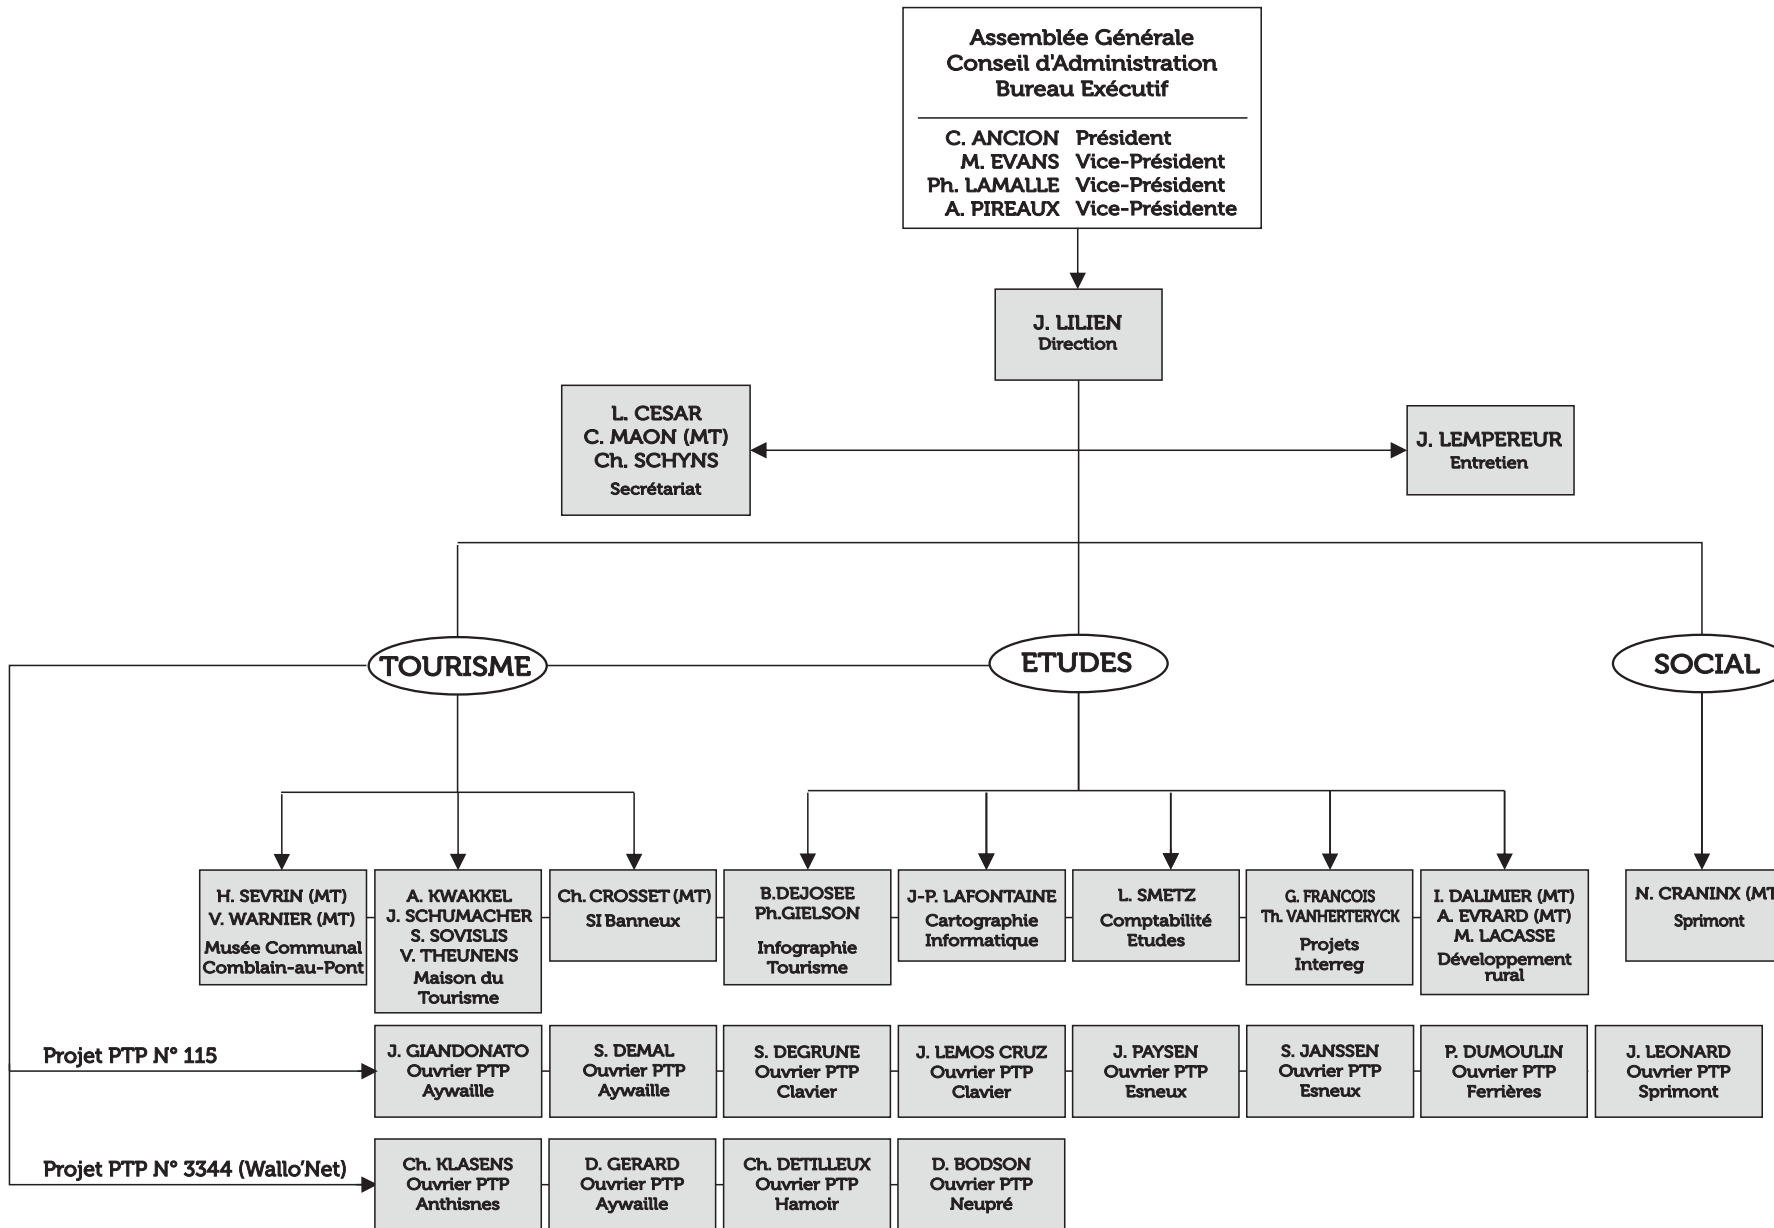 Assemblée Générale
Conseil d'Administration
Bureau Exécutif
C. ANCION Président
M. EVANS Vice-Président
Ph. LAMALLE Vice-Président
A. PIREAUX Vice-Présidente
J. LILIEN
Direction
L. CESAR
C. MAON (MT)
Ch. SCHYNS
Secrétariat
J. LEMPEREUR
Entretien
TOURISME
ETUDES
SOCIAL
H. SEVRIN (MT)
V. WARNIER (MT)
Musée Communal
Comblain-au-Pont
A. KWAKKEL
J. SCHUMACHER
S. SOVISLIS
V. THEUNENS
Maison du
Tourisme
Ch. CROSSET (MT)
SI Banneux
B.DEJOSEE
Ph.GIELSON
Infographie
Tourisme
J-P. LAFONTAINE
Cartographie
Informatique
L. SMETZ
Comptabilité
Etudes
G. FRANCOIS
Th. VANHERTERYCK
Projets
Interreg
I. DALIMIER (MT)
A. EVRARD (MT)
M. LACASSE
Développement
rural
N. CRANINX (MT
Sprimont
Projet PTP N° 115
J. GIANDONATO
Ouvrier PTP
Aywaille
S. DEMAL
Ouvrier PTP
Aywaille
S. DEGRUNE
Ouvrier PTP
Clavier
J. LEMOS CRUZ
Ouvrier PTP
Clavier
J. PAYSEN
Ouvrier PTP
Esneux
S. JANSSEN
Ouvrier PTP
Esneux
P. DUMOULIN
Ouvrier PTP
Ferrières
J. LEONARD
Ouvrier PTP
Sprimont
Projet PTP N° 3344 (Wallo'Net)
Ch. KLASENS
Ouvrier PTP
Anthisnes
D. GERARD
Ouvrier PTP
Aywaille
Ch. DETILLEUX
Ouvrier PTP
Hamoir
D. BODSON
Ouvrier PTP
Neupré